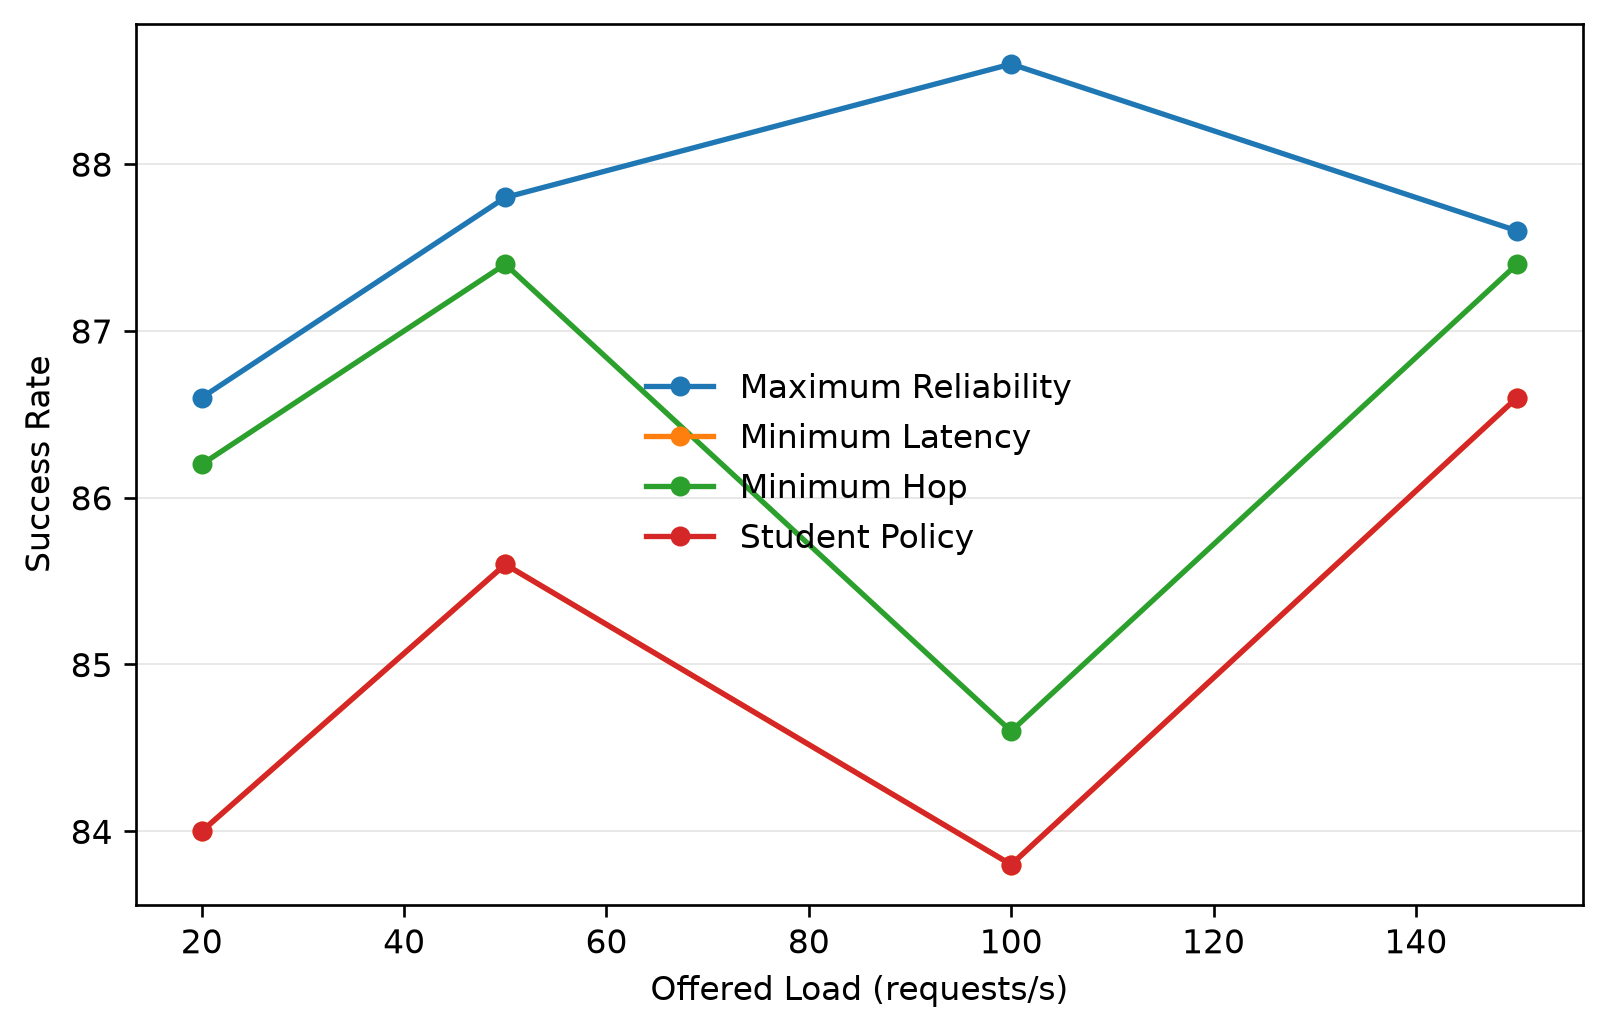 88
87
86
85
84
Success Rate
Maximum Reliability
Minimum Latency
Minimum Hop
Student Policy
20 40 60 80 100 120 140
Offered Load (requests/s)